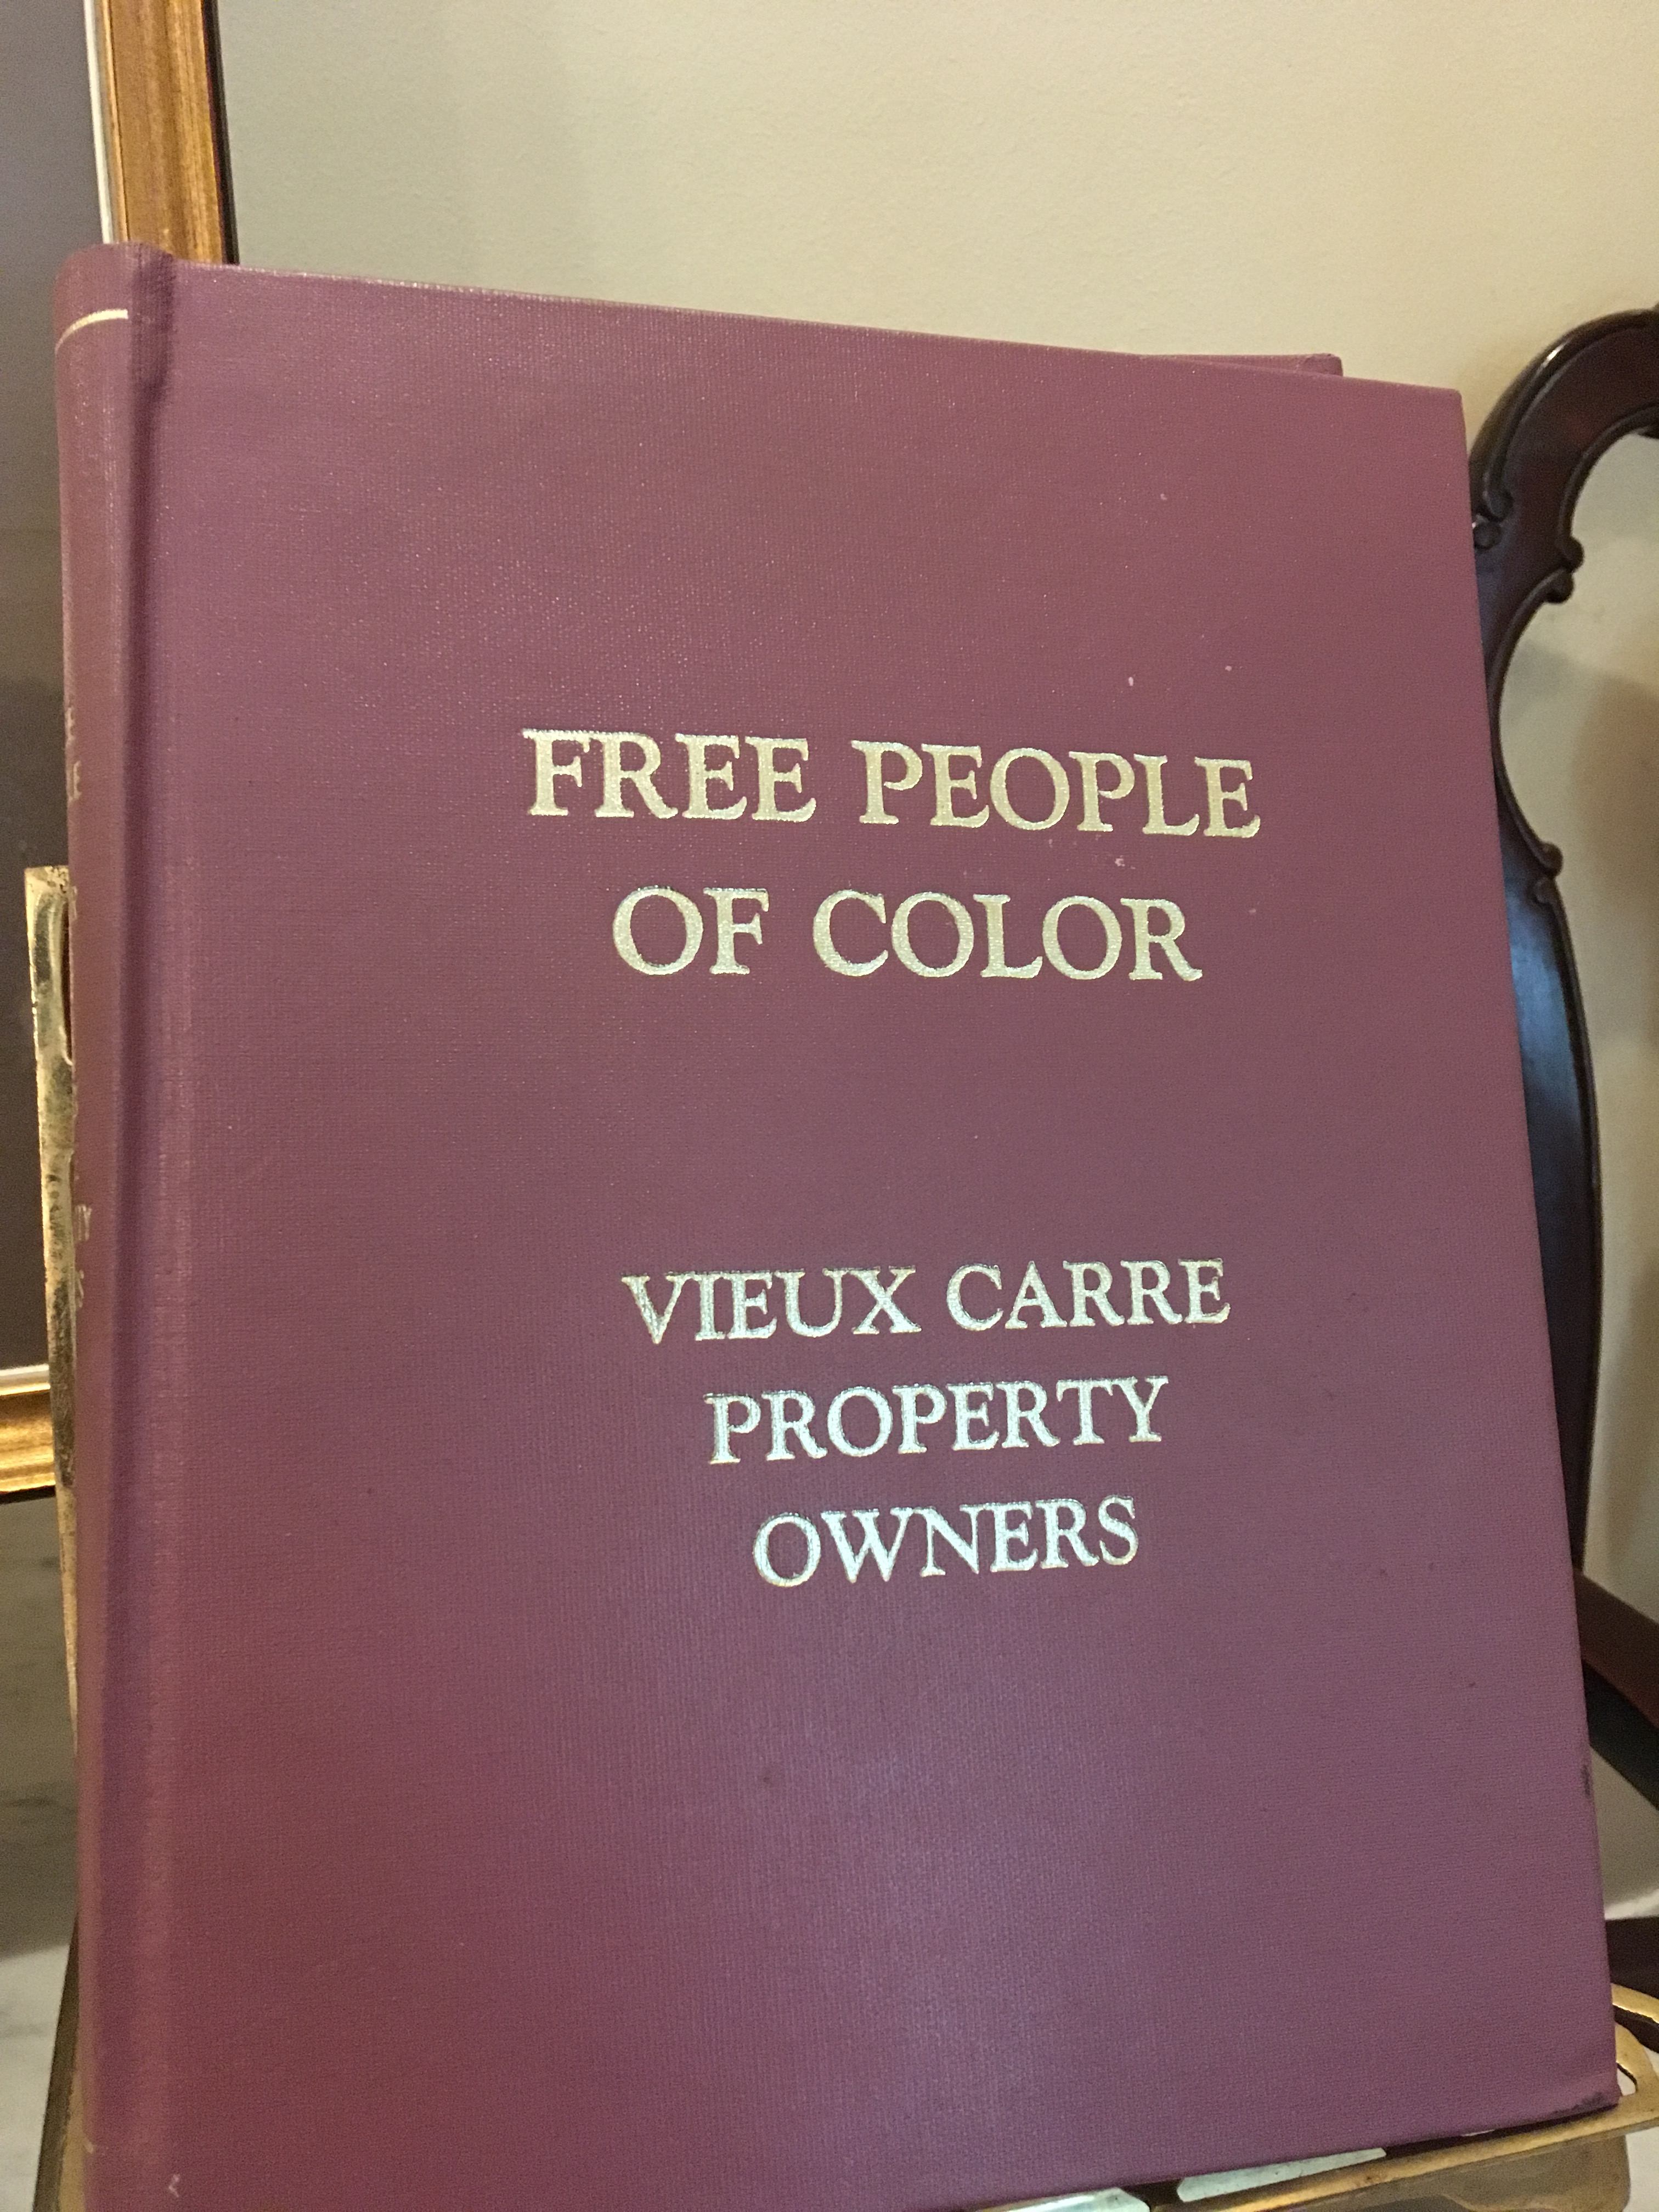 FREE PEOPLE
OF COLOR
VIEUX CARRE
PROPERTY
OWNERS